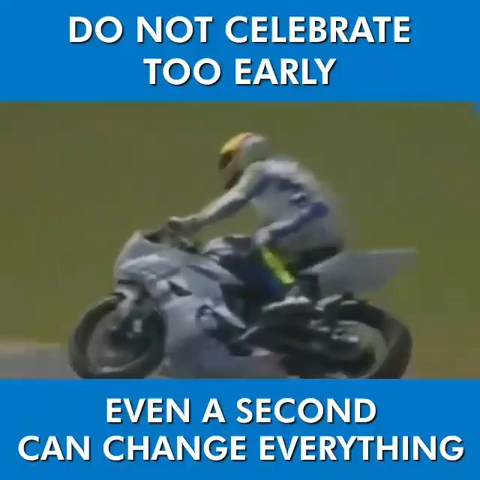 DO NOT CELEBRATE
TOO EARLY
EVEN A SECOND
CAN CHANGE EVERYTHING